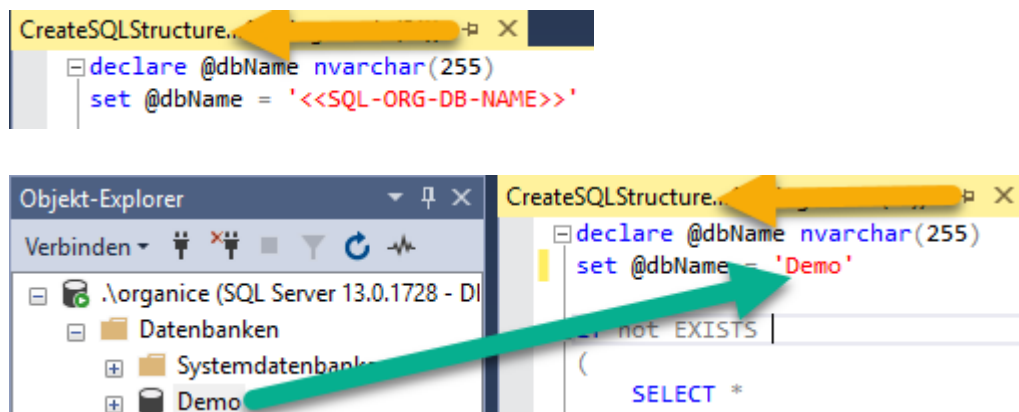 CreateSQLStructure.
declare @dbName nvarchar(255)
set @dbName = '<<SQL-ORG-DB-NAME>>'
Objekt-Explorer
Verbinden
.\organice (SQL Server 13.0.1728 - DI
Datenbanken
Systemdatenbank
Demo
CreateSQLStructure.
declare @dbName nvarchar(255)
set @dbName = 'Demo'
not EXISTS
(
SELECT *